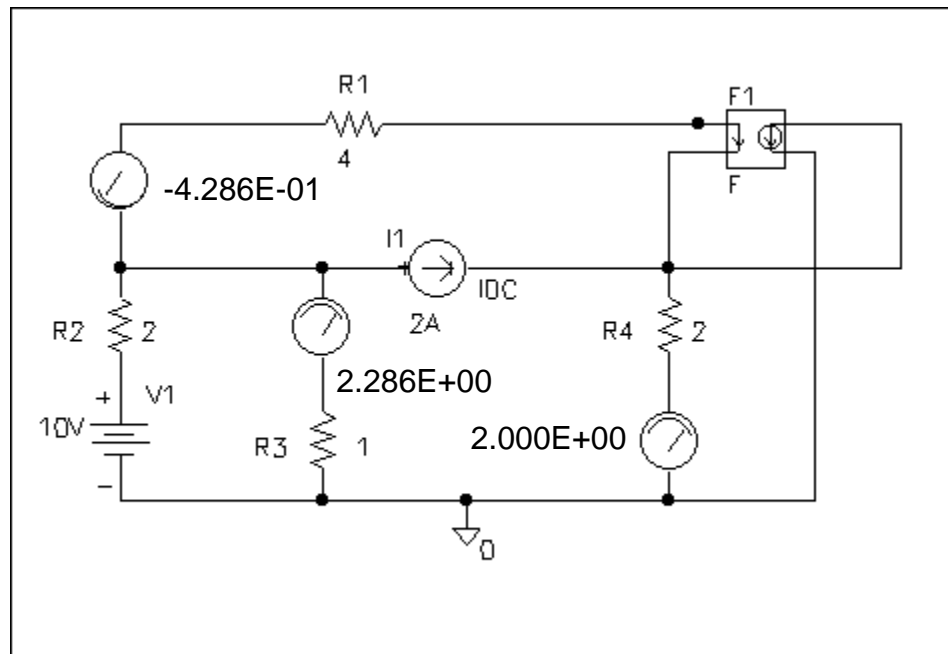 R1
F1
4
F
-4.286E-01
I1
+
IDC
2A
R2
2
R4
2
+
V1
2.286E+00
10V
R3
1
2.000E+00
-
0